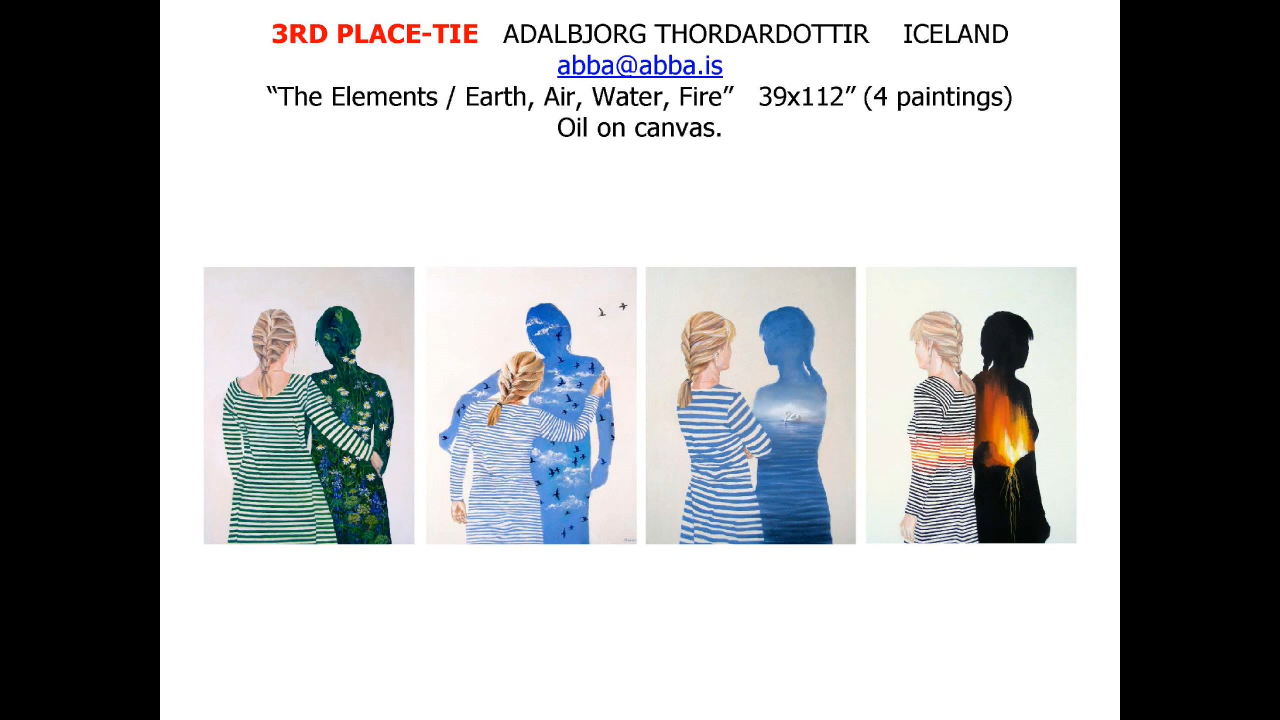 3RD PLACE-TIE ADALBJORG THORDARDOTTIR ICELAND
abba@abba.is
“The Elements / Earth, Air, Water, Fire” 39x112” (4 paintings)
Oil on canvas.